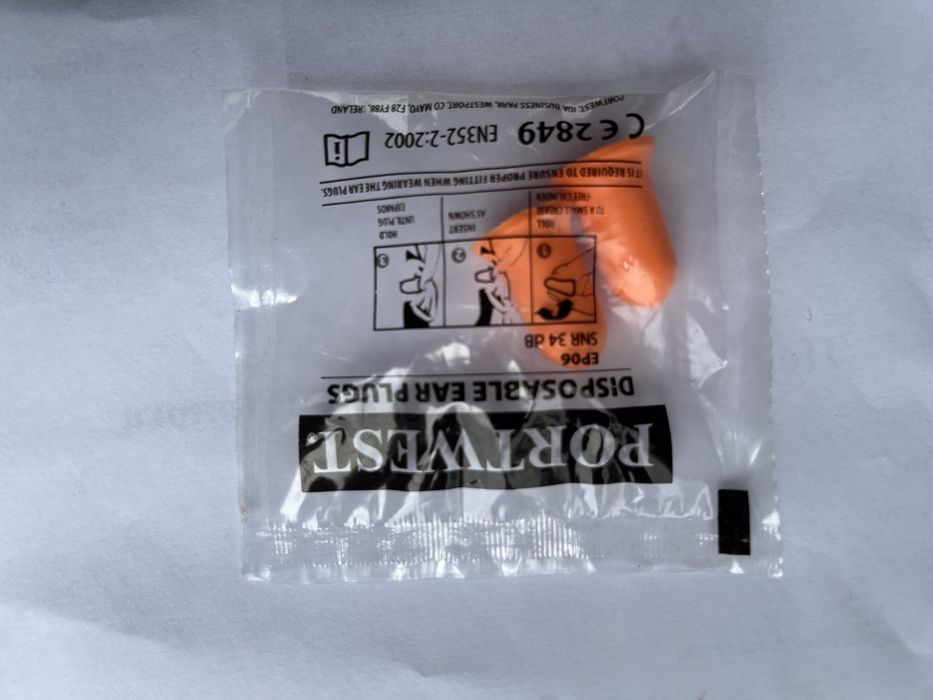 PORTWEST®
DISPOSABLE EAR PLUGS
EP06
SNR 34 dB
1
2
3
ROLL
TO A SMALL CREASE
-FREE CYLINDER
INSERT
AS SHOWN
HOLD
UNTIL PLUG
EXPANDS
IT IS REQUIRED TO ENSURE PROPER FITTING WHEN WEARING THE EAR PLUGS.
CE 2849 EN352-2:2002
PORTWEST, IDA BUSINESS PARK, WESTPORT, CO MAYO, F28 FY88, IRELAND